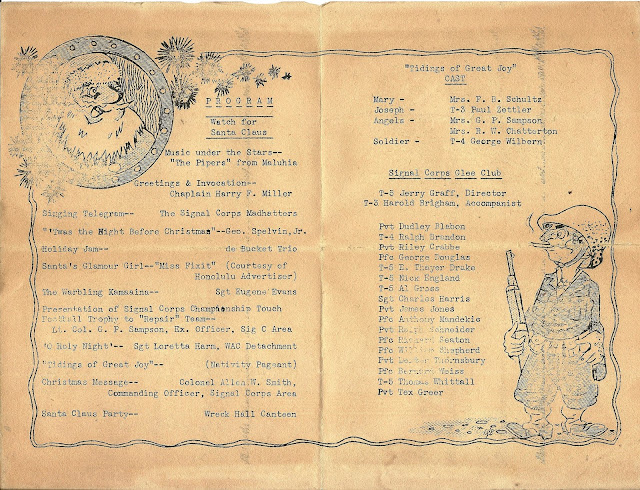 PROGRAM
Watch for
Santa Claus
Music under the Stars--
"The Pipers" from Maluhia
Greetings & Invocation--
Chaplain Harry F. Miller
Singing Telegram-- The Signal Corps Madhatters
"'Twas the Night Before Christmas"--Geo. Spelvin,Jr.
Holiday Jam-- de Bucket Trio
Santa's Glamour Girl--"Miss Fixit" (Courtesy of
Honolulu Advertizer)
The Warbling Kamaaina-- Sgt Eugene Evans
Presentation of Signal Corps Championship Touch
Football Trophy to "Repair" Team--
Lt. Col. G. P. Sampson, Ex. Officer, Sig C Area
'O Holy Night'-- Sgt Loretta Harm, WAC Detachment
"Tidings of Great Joy"-- (Nativity Pageant)
Christmas Message-- Colonel W. Smith,
Commanding Officer, Signal Corps Area
Santa Claus Party-- Wreck Hall Canteen
"Tidings of Great Joy"
CAST
Mary - Mrs. F. B. Schultz
Joseph - T-3 Paul Zettler
Angels - Mrs. G. P. Sampson
Mrs. R. W. Chatterton
Soldier - T-4 George Wilborn
Signal Corps Glee Club
T-5 Jerry Graff, Director
T-3 Harold Brigham, Accompanist
Pvt Dudley Blabon
T-4 Ralph Brandon
Pvt Riley Crabbe
Pfc George Douglas
T-5 E. Thayer Drake
T-5 Nick England
T-5 Al Gross
Sgt Charles Harris
Pvt James Jones
Pfc Anthony Mandekic
Pvt Ralph Schneider
Pfc Richard Seaton
Pfc William Shepherd
Pvt Thornsbury
Pfc Bernard Weiss
T-5 Thomas Whittall
Pvt Tex Greer